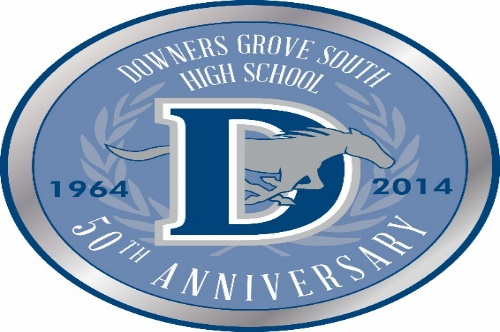 DOWNERS GROVE SOUTH
HIGH SCHOOL
D
1964
2014
50TH ANNIVERSARY